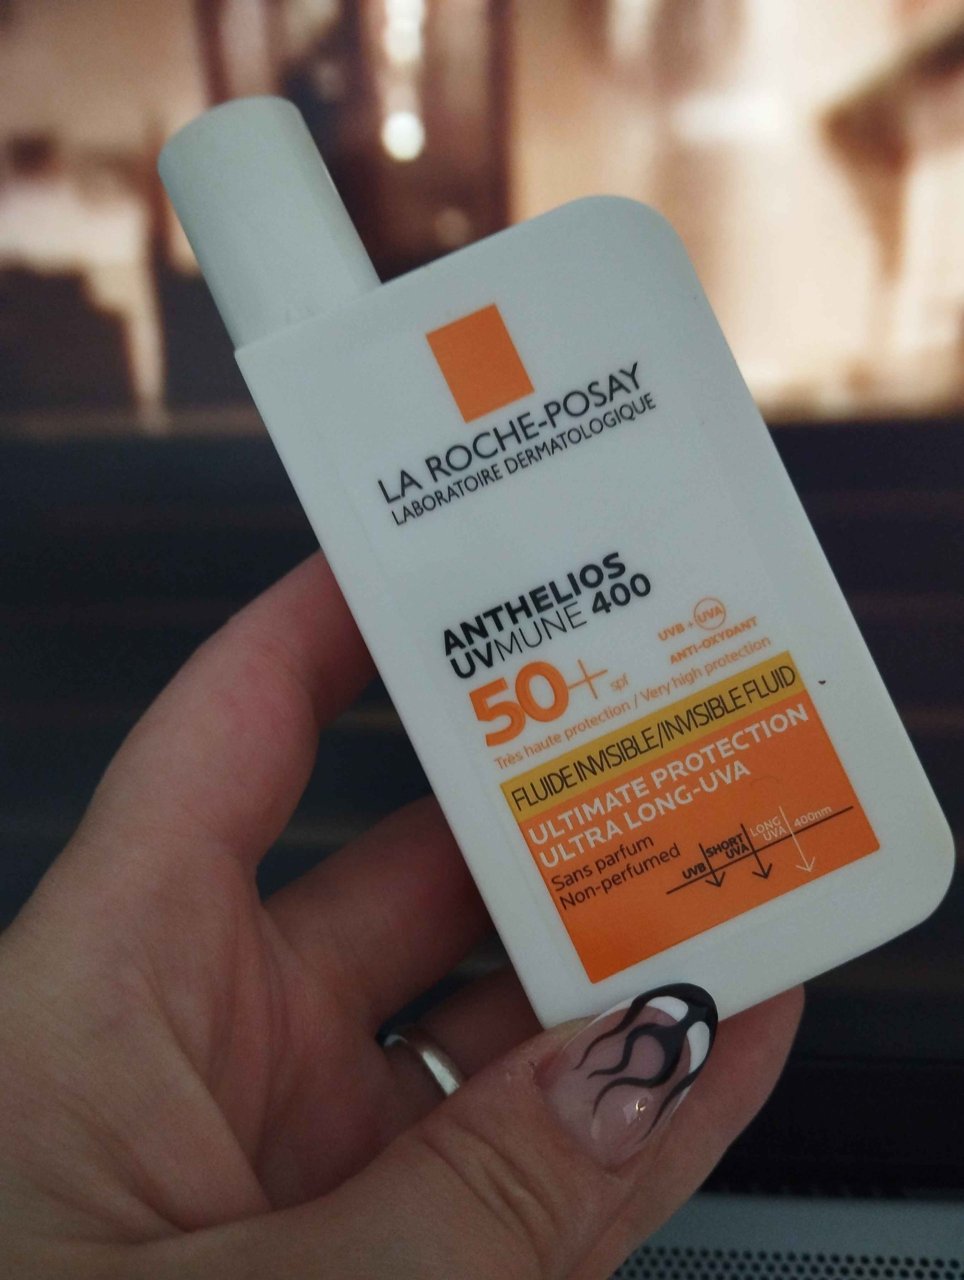 LA ROCHE-POSAY
LABORATOIRE DERMATOLOGIQUE
ANTHELIOS
UVMUNE 400
50+ spf
UVB + UVA
ANTI-OXYDANT
Très haute protection / Very high protection
FLUIDE INVISIBLE/INVISIBLE FLUID
ULTIMATE PROTECTION
ULTRA LONG-UVA
Sans parfum
Non-perfumed
UVB
SHORT
UVA
LONG
UVA
400nm